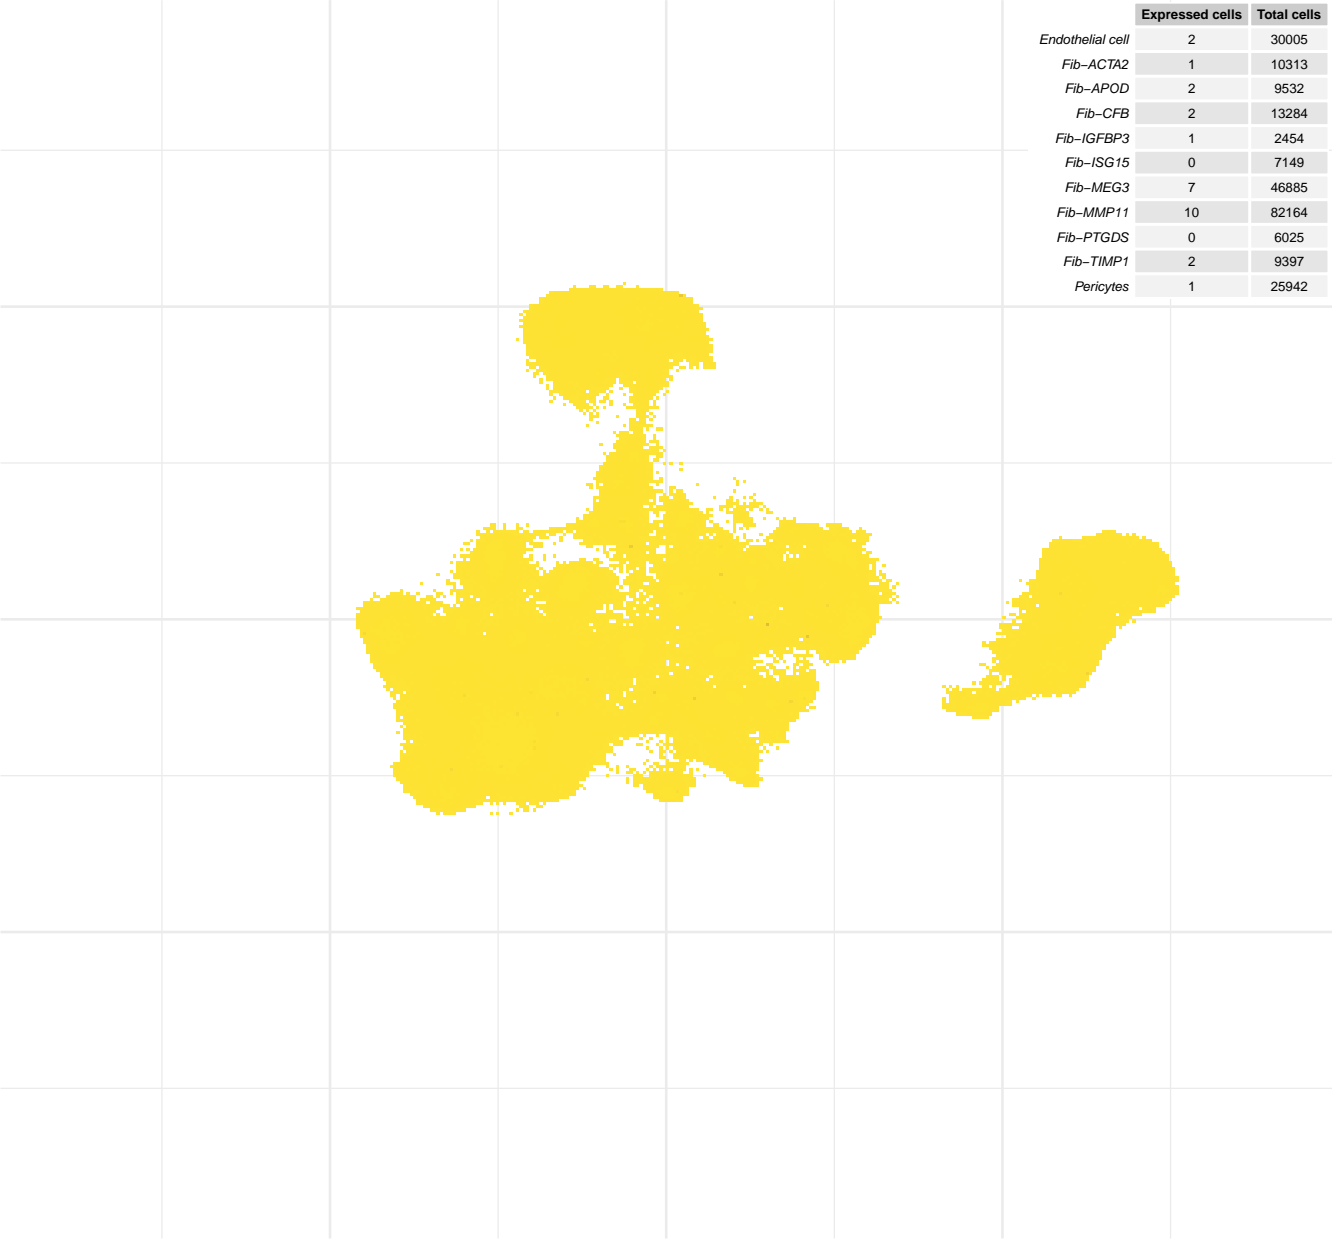 Expressed cells Total cells
Endothelial cell 2 30005
Fib−ACTA2 1 10313
Fib−APOD 2 9532
Fib−CFB 2 13284
Fib−IGFBP3 1 2454
Fib−ISG15 0 7149
Fib−MEG3 7 46885
Fib−MMP11 10 82164
Fib−PTGDS 0 6025
Fib−TIMP1 2 9397
Pericytes 1 25942